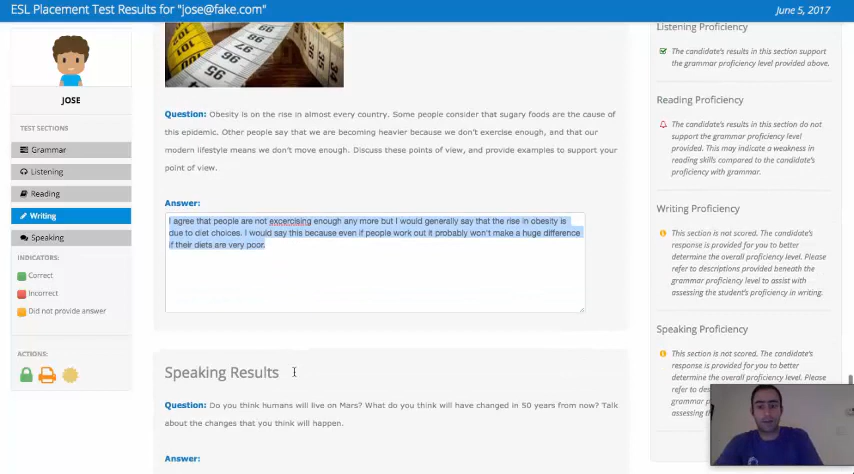 ESL Placement Test Results for "jose@fake.com"
June 5, 2017
JOSE
TEST SECTIONS
Grammar
Listening
Reading
Writing
Speaking
INDICATORS:
Correct
Incorrect
Did not provide answer
ACTIONS:
Question: Obesity is on the rise in almost every country. Some people consider that sugary foods are the cause of
this epidemic. Other people say that we are becoming heavier because we don't exercise enough, and that our
modern lifestyle means we don't move enough. Discuss these points of view, and provide examples to support your
point of view.
Answer:
I agree that people are not excercising enough any more but I would generally say that the rise in obesity is
due to diet choices. I would say this because even if people work out it probably won't make a huge difference
if their diets are very poor.
Speaking Results
Question: Do you think humans will live on Mars? What do you think will have changed in 50 years from now? Talk
about the changes that you think will happen.
Answer:
Listening Proficiency
The candidate's results in this section support
the grammar proficiency level provided above.
Reading Proficiency
The candidate's results in this section do not
support the grammar proficiency level
provided. This may indicate a weakness in
reading skills compared to the candidate's
proficiency with grammar.
Writing Proficiency
This section is not scored. The candidate's
response is provided for you to better
determine the overall proficiency level. Please
refer to descriptions provided beneath the
grammar proficiency level to assist with
assessing the student's proficiency in writing.
Speaking Proficiency
This section is not scored. The candidate's
response is provided for you to better
determine the overall proficiency level. Please